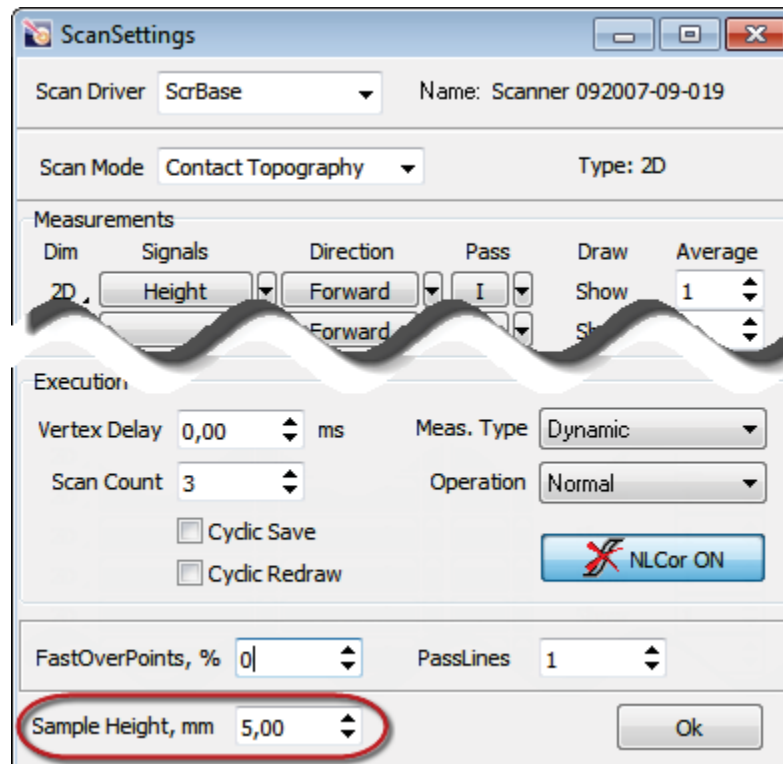 ScanSettings
Scan Driver ScrBase Name: Scanner 092007-09-019
Scan Mode Contact Topography Type: 2D
Measurements
Dim Signals Direction Pass Draw Average
2D Height Forward I Show 1
Forward
Execution
Vertex Delay 0,00 ms Meas. Type Dynamic
Scan Count 3 Operation Normal
Cyclic Save
Cyclic Redraw NLCor ON
FastOverPoints, % 0 PassLines 1
Sample Height, mm 5,00 Ok